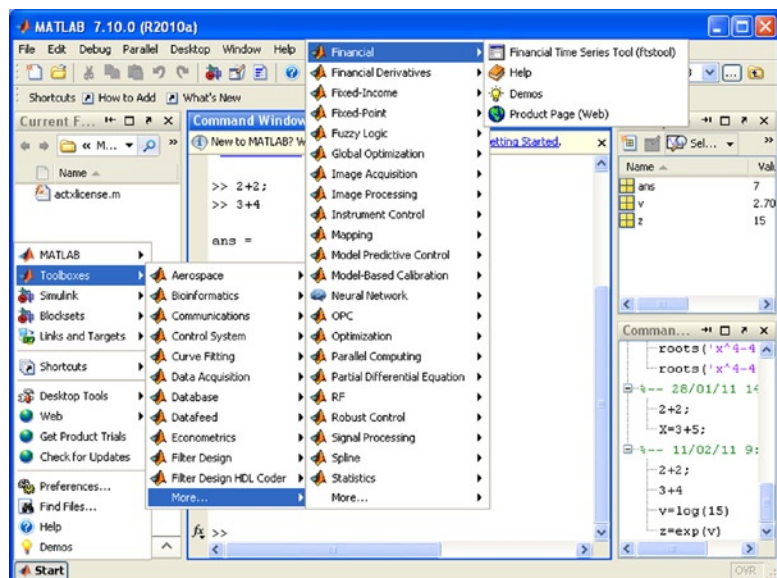 MATLAB 7.10.0 (R2010a)
File Edit Debug Parallel Desktop Window Help
Shortcuts How to Add What's New
Current F...
« M...
Name
actxlicense.m
MATLAB
Toolboxes
Simulink
Blocksets
Links and Targets
Shortcuts
Desktop Tools
Web
Get Product Trials
Check for Updates
Preferences...
Find Files...
Help
Demos
Start
Aerospace
Bioinformatics
Communications
Control System
Curve Fitting
Data Acquisition
Database
Datafeed
Econometrics
Filter Design
Filter Design HDL Coder
More...
Command Window
New to MATLAB? W
etting Started.
>> 2+2;
>> 3+4
ans =
fx >>
Financial
Financial Derivatives
Fixed-Income
Fixed-Point
Fuzzy Logic
Global Optimization
Image Acquisition
Image Processing
Instrument Control
Mapping
Model Predictive Control
Model-Based Calibration
Neural Network
OPC
Optimization
Parallel Computing
Partial Differential Equation
RF
Robust Control
Signal Processing
Spline
Statistics
More...
Financial Time Series Tool (ftstool)
Help
Demos
Product Page (Web)
Sel...
Name Val
ans 7
v 2.70
z 15
Comman...
roots('x^4-4
roots('x^4-4
%-- 28/01/11 14
2+2;
X=3+5;
%-- 11/02/11 9:
2+2;
3+4
v=log(15)
z=exp(v)
OVR